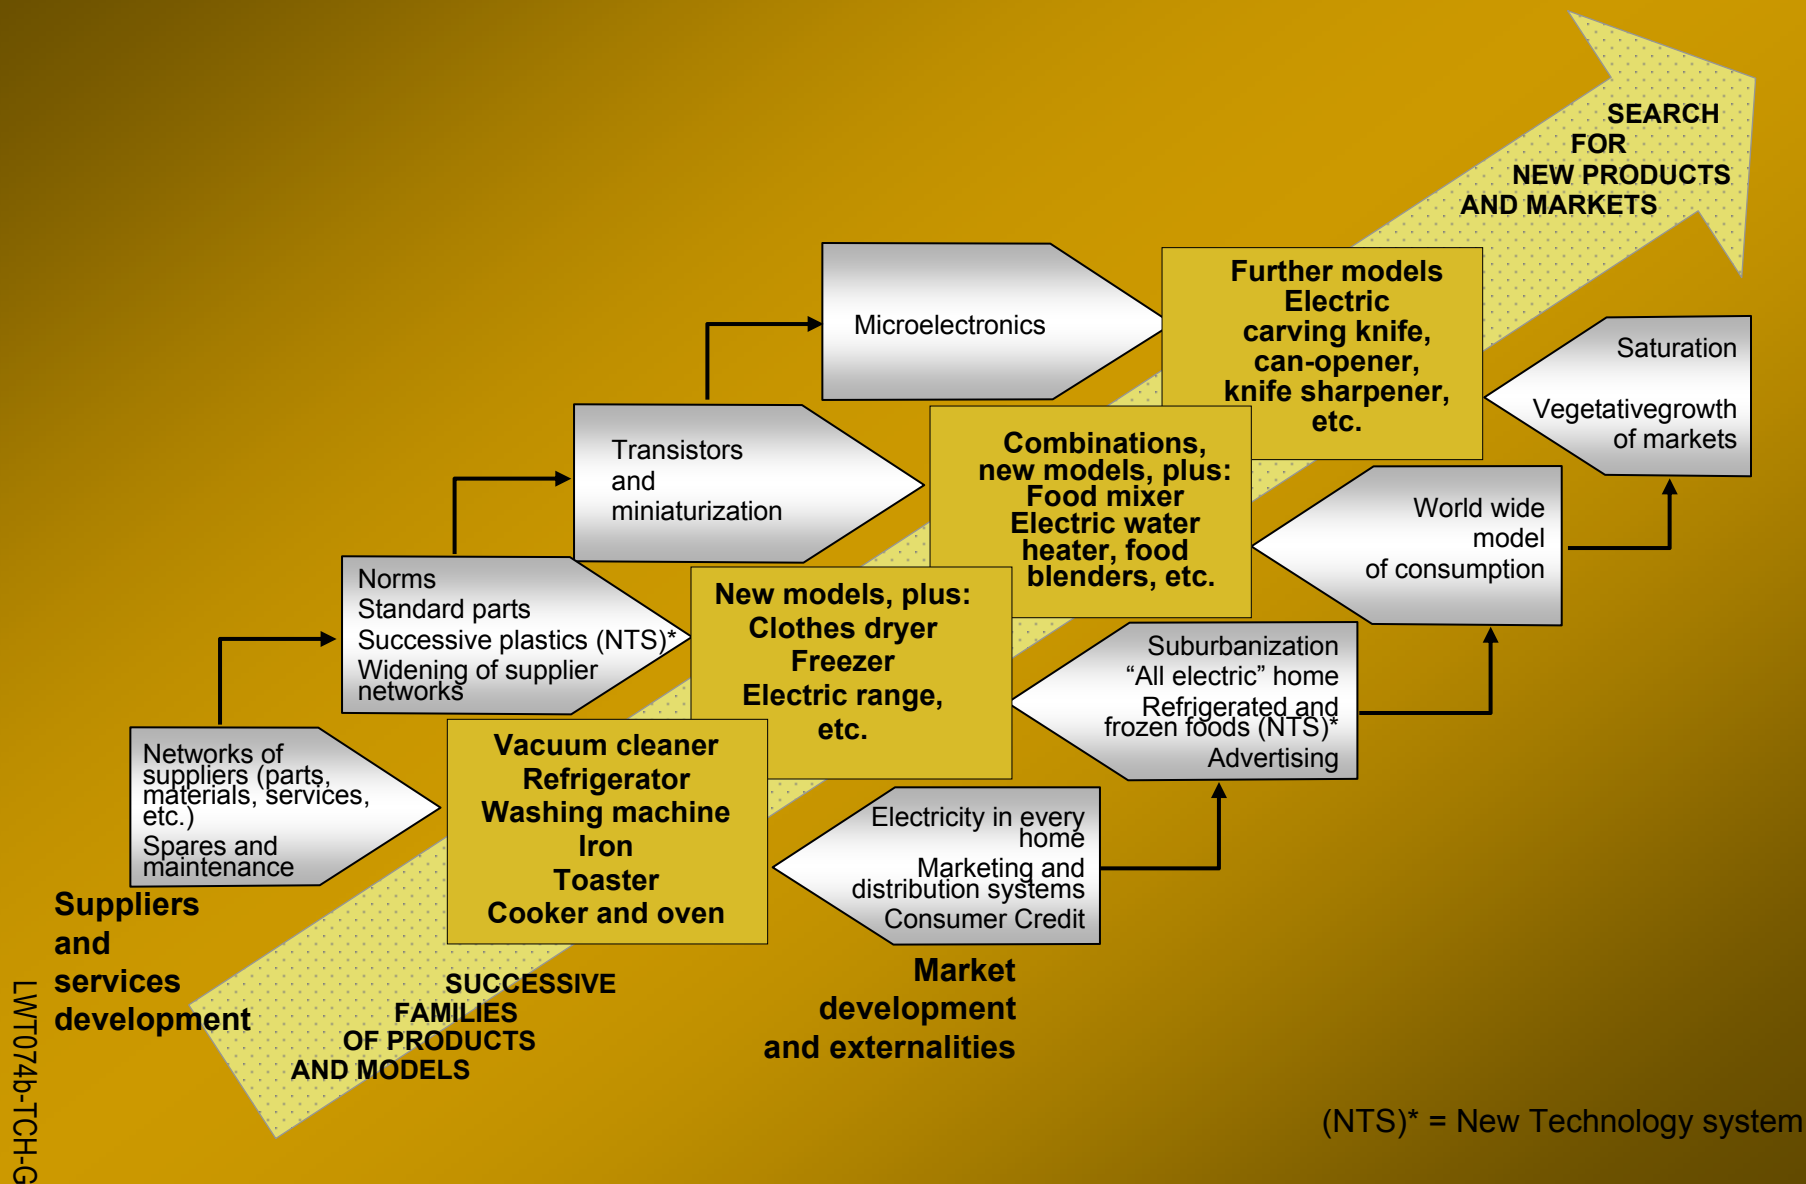 SEARCH
FOR
NEW PRODUCTS
AND MARKETS
Microelectronics
Further models
Electric
carving knife,
can-opener,
knife sharpener,
etc.
Saturation
Vegetativegrowth
of markets
Transistors
and
miniaturization
Combinations,
new models, plus:
Food mixer
Electric water
heater, food
blenders, etc.
World wide
model
of consumption
Norms
Standard parts
Successive plastics (NTS)*
Widening of supplier
networks
New models, plus:
Clothes dryer
Freezer
Electric range,
etc.
Suburbanization
“All electric” home
Refrigerated and
frozen foods (NTS)*
Advertising
Networks of
suppliers (parts,
materials, services,
etc.)
Spares and
maintenance
Vacuum cleaner
Refrigerator
Washing machine
Iron
Toaster
Cooker and oven
Electricity in every
home
Marketing and
distribution systems
Consumer Credit
Suppliers
and
services
development
SUCCESSIVE
FAMILIES
OF PRODUCTS
AND MODELS
Market
development
and externalities
(NTS)* = New Technology system
LWT074b-TCH-G